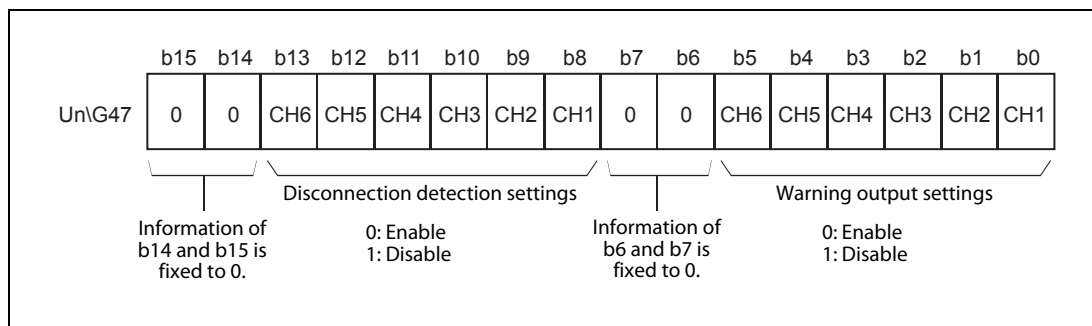 b15 b14 b13 b12 b11 b10 b9 b8 b7 b6 b5 b4 b3 b2 b1 b0
Un\G47 0 0 CH6 CH5 CH4 CH3 CH2 CH1 0 0 CH6 CH5 CH4 CH3 CH2 CH1
Disconnection detection settings
Warning output settings
Information of
b14 and b15 is
fixed to 0.
0: Enable
1: Disable
Information of
b6 and b7 is
fixed to 0.
0: Enable
1: Disable